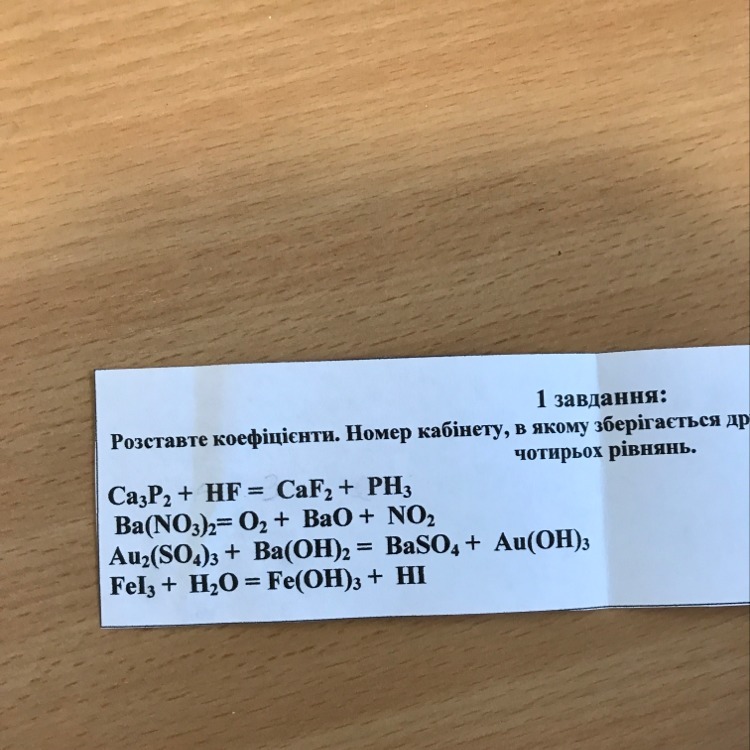 1 завдання:
Розставте коефіцієнти. Номер кабінету, в якому зберігається др
чотирьох рівнянь.
Ca₃P₂ + HF = CaF₂ + PH₃
Ba(NO₃)₂= O₂ + BaO + NO₂
Au₂(SO₄)₃ + Ba(OH)₂ = BaSO₄ + Au(OH)₃
FeI₃ + H₂O = Fe(OH)₃ + HI